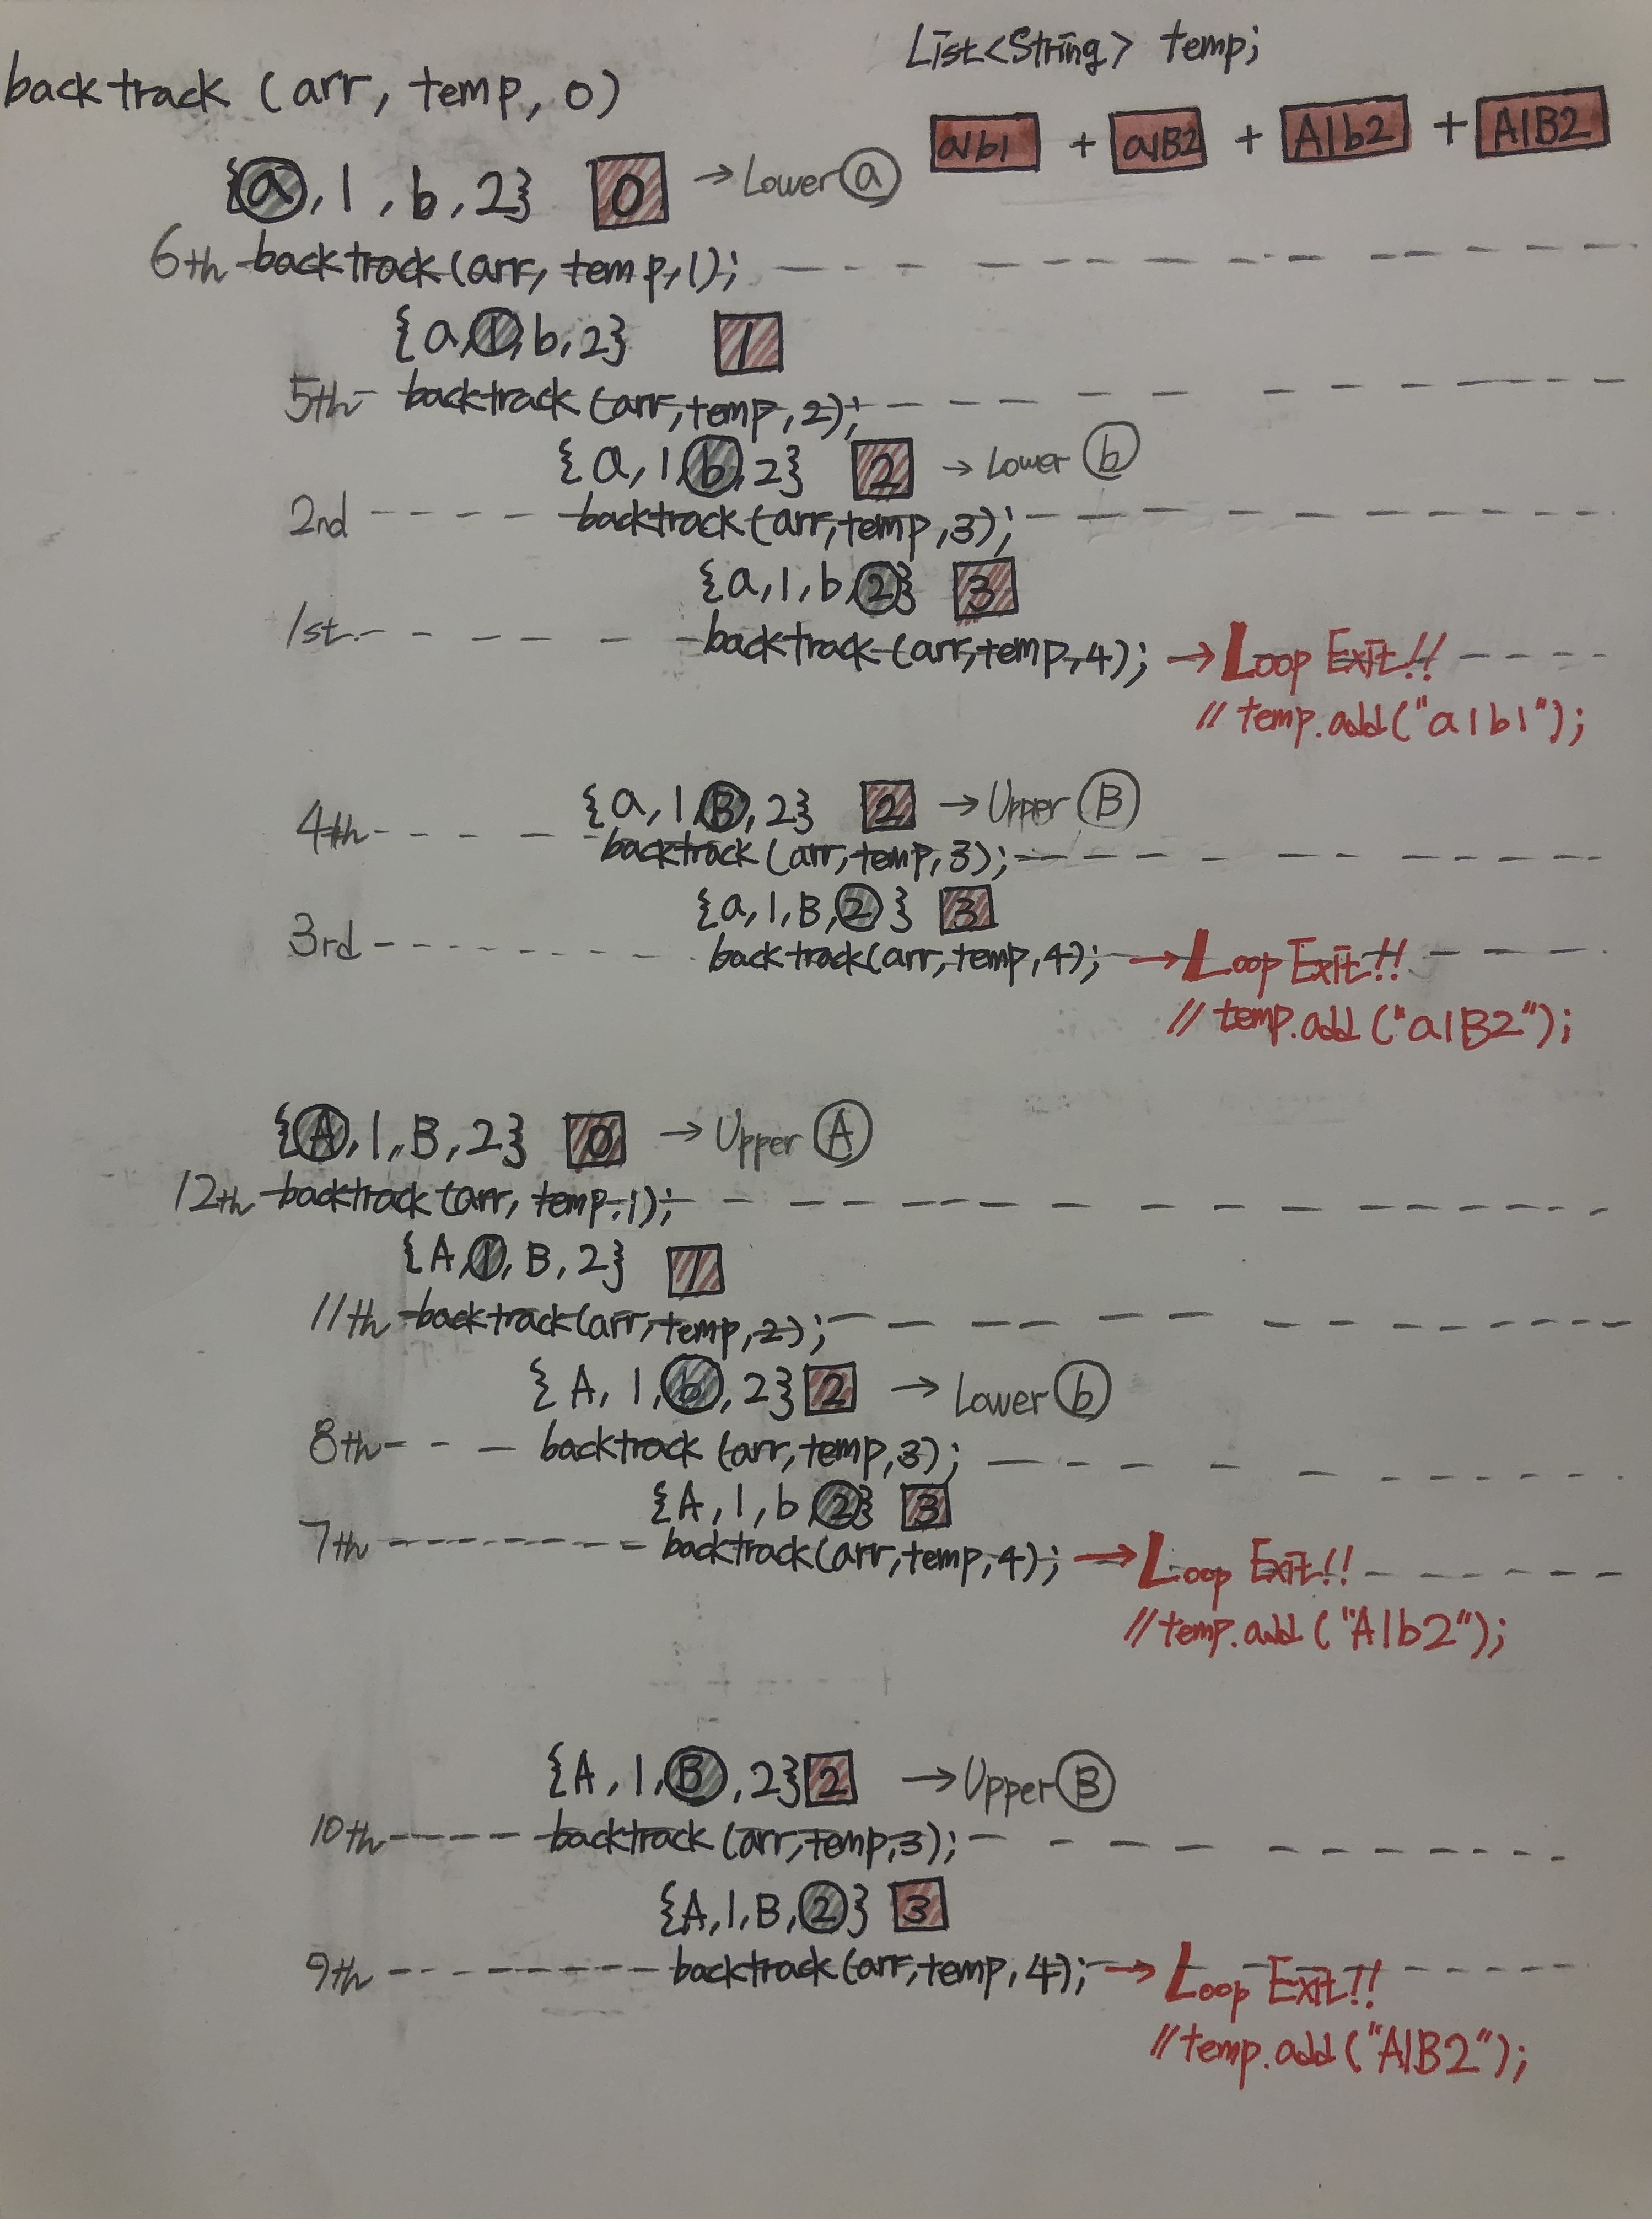 List<String> temp;
backtrack (arr, temp, 0)
a1b1 + a1B2 + A1b2 + A1B2
{a, 1, b, 2} 0 → Lower a
6th backtrack(arr, temp, 1);
{a, 1, b, 2} 1
5th backtrack(arr, temp, 2);
{a, 1, b, 2} 2 → Lower b
2nd backtrack(arr, temp, 3);
{a, 1, b, 2} 3
1st backtrack(arr, temp, 4); → Loop Exit!!
// temp.add("a1b1");
{a, 1, B, 2} 2 → Upper B
4th backtrack(arr, temp, 3);
{a, 1, B, 2} 3
3rd backtrack(arr, temp, 4); → Loop Exit!!
// temp.add("a1B2");
{A, 1, B, 2} 0 → Upper A
12th backtrack(arr, temp, 1);
{A, 1, B, 2} 1
11th backtrack(arr, temp, 2);
{A, 1, b, 2} 2 → Lower b
8th backtrack(arr, temp, 3);
{A, 1, b, 2} 3
7th backtrack(arr, temp, 4); → Loop Exit!!
// temp.add("A1b2");
{A, 1, B, 2} 2 → Upper B
10th backtrack(arr, temp, 3);
{A, 1, B, 2} 3
9th backtrack(arr, temp, 4); → Loop Exit!!
// temp.add("A1B2");